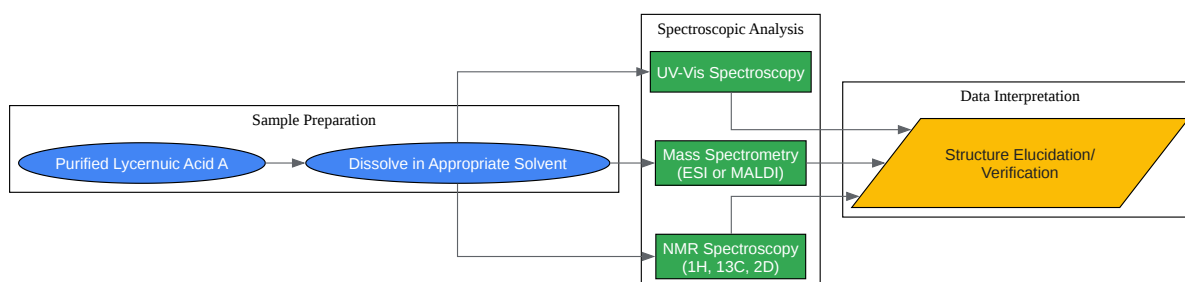 Sample Preparation
Purified Lycernuic Acid A
Dissolve in Appropriate Solvent
Spectroscopic Analysis
UV-Vis Spectroscopy
Mass Spectrometry
(ESI or MALDI)
NMR Spectroscopy
(1H, 13C, 2D)
Data Interpretation
Structure Elucidation/
Verification